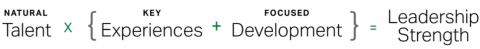 NATURAL KEY FOCUSED
Talent x { Experiences + Development } = Leadership Strength